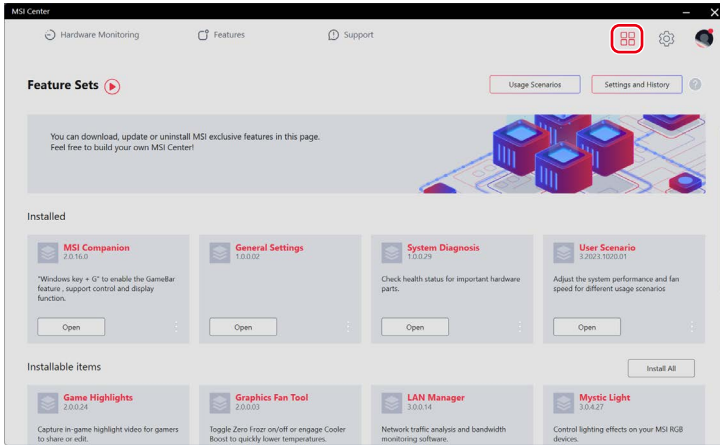 MSI Center
Hardware Monitoring
Features
Support
Feature Sets
Usage Scenarios
Settings and History
?
You can download, update or uninstall MSI exclusive features in this page.
Feel free to build your own MSI Center!
Installed
MSI Companion
2.0.16.0
"Windows key + G" to enable the GameBar
feature , support control and display
function.
Open
General Settings
1.0.0.02
Open
System Diagnosis
1.0.0.29
Check health status for important hardware
parts.
Open
User Scenario
3.2023.1020.01
Adjust the system performance and fan
speed for different usage scenarios
Open
Installable items
Install All
Game Highlights
2.0.0.24
Capture in-game highlight video for gamers
to share or edit.
Graphics Fan Tool
2.0.0.03
Toggle Zero Frozr on/off or engage Cooler
Boost to quickly lower temperatures.
LAN Manager
3.0.0.14
Network traffic analysis and bandwidth
monitoring software.
Mystic Light
3.0.4.27
Control lighting effects on your MSI RGB
devices.